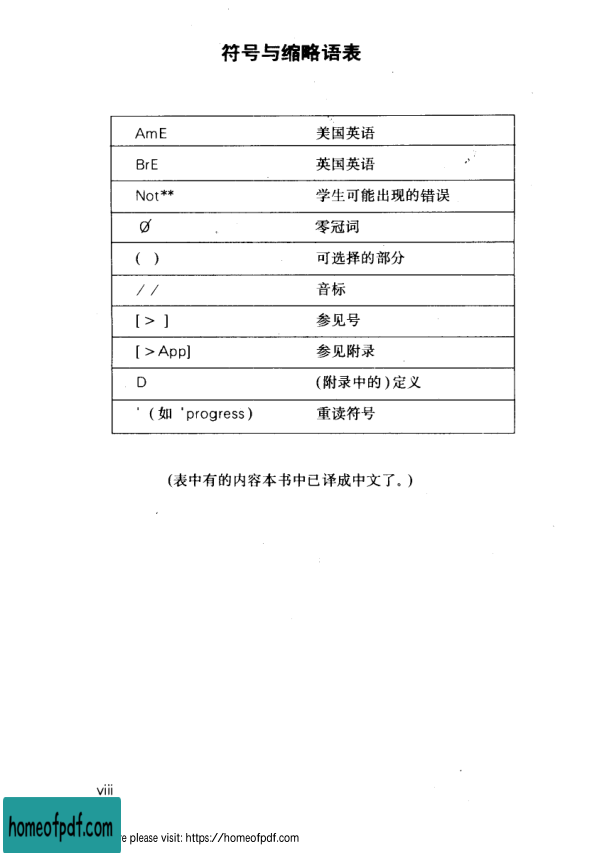 符号与缩略语表
AmE 美国英语
BrE 英国英语
Not** 学生可能出现的错误
Ø 零冠词
( ) 可选择的部分
/ / 音标
[> ] 参见号
[>App] 参见附录
D (附录中的)定义
' (如 'progress) 重读符号
(表中有的内容本书中已译成中文了。)
viii
homeofpdf.com
please visit: https://homeofpdf.com